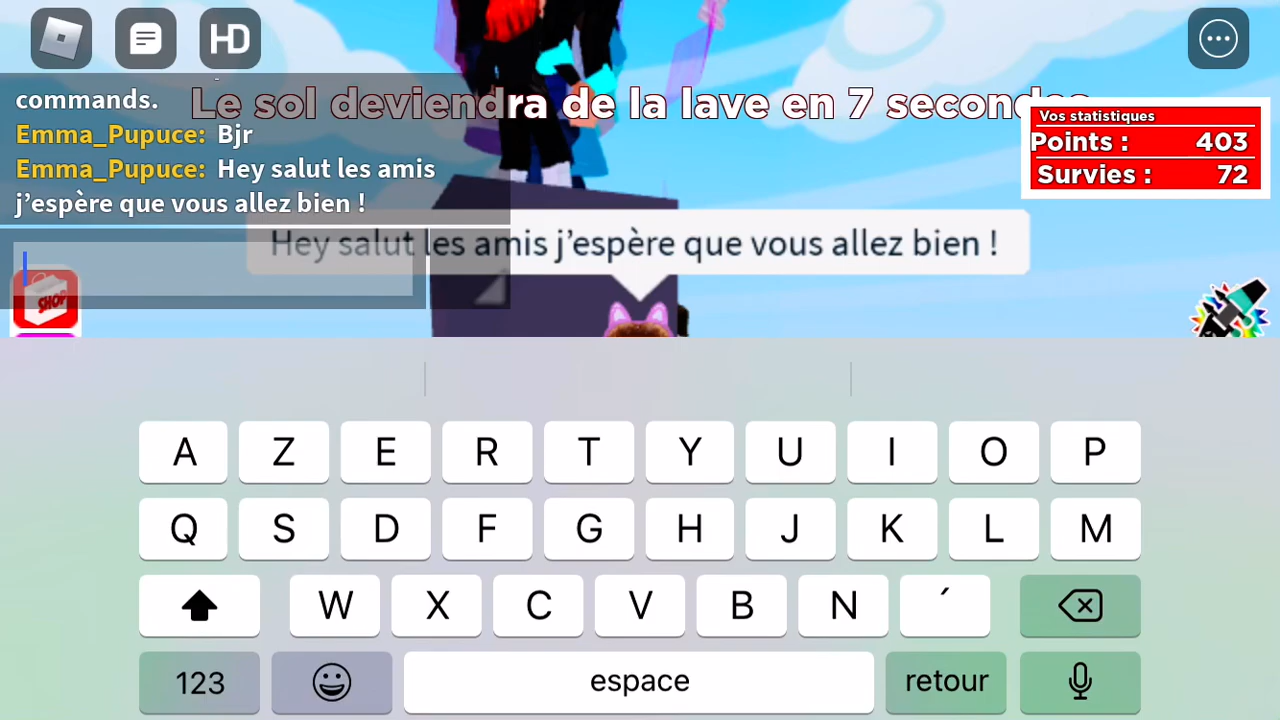 HD
commands.
Le sol deviendra de la lave en 7 secondes
Vos statistiques
Points : 403
Survies : 72
Emma_Pupuce: Bjr
Emma_Pupuce: Hey salut les amis
j’espère que vous allez bien !
Hey salut les amis j’espère que vous allez bien !
SHOP
A Z E R T Y U I O P
Q S D F G H J K L M
W X C V B N ´
123 espace retour